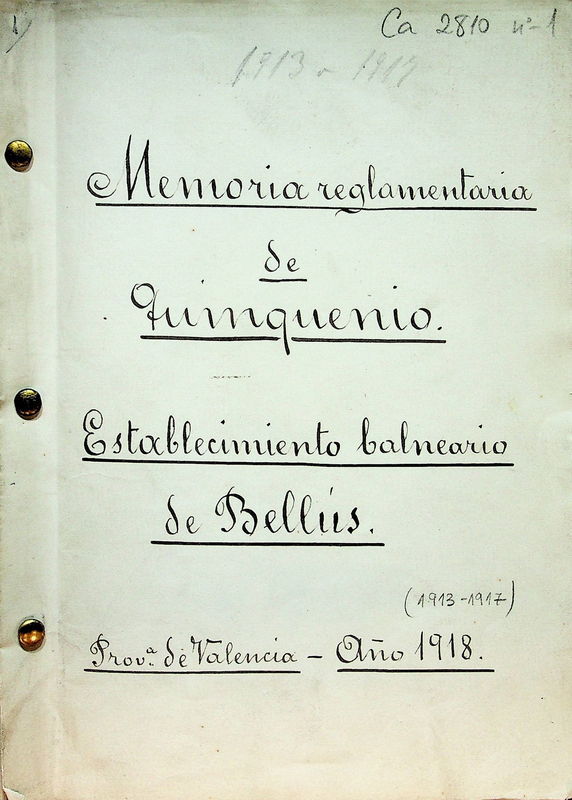 1)
Ca 2810 nº-1
1913 a 1917
Memoria reglamentaria
de
Quimquenio.
Establecimiento balneario
de Bellús.
(1913-1917)
Provª. de Valencia - Año 1918.